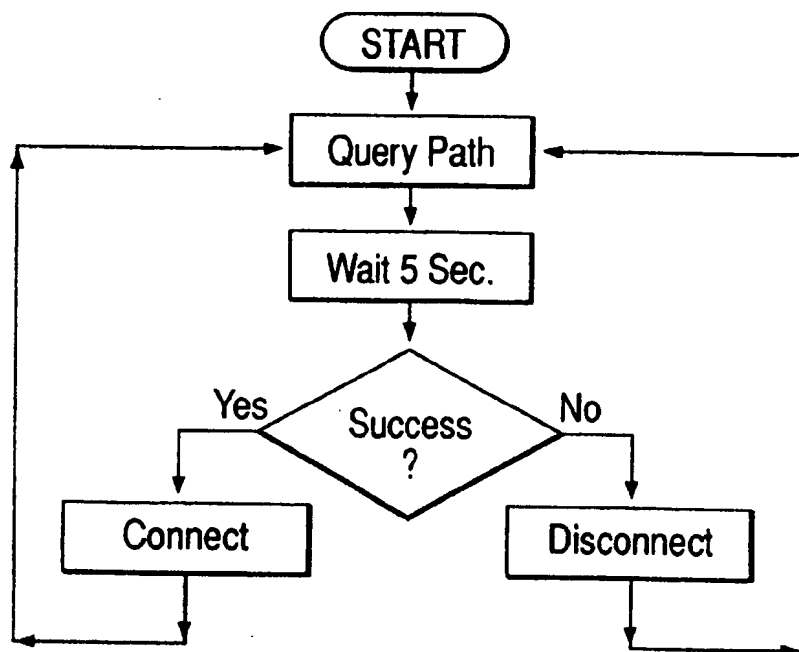 START
Query Path
Wait 5 Sec.
Yes
No
Success
?
Connect
Disconnect